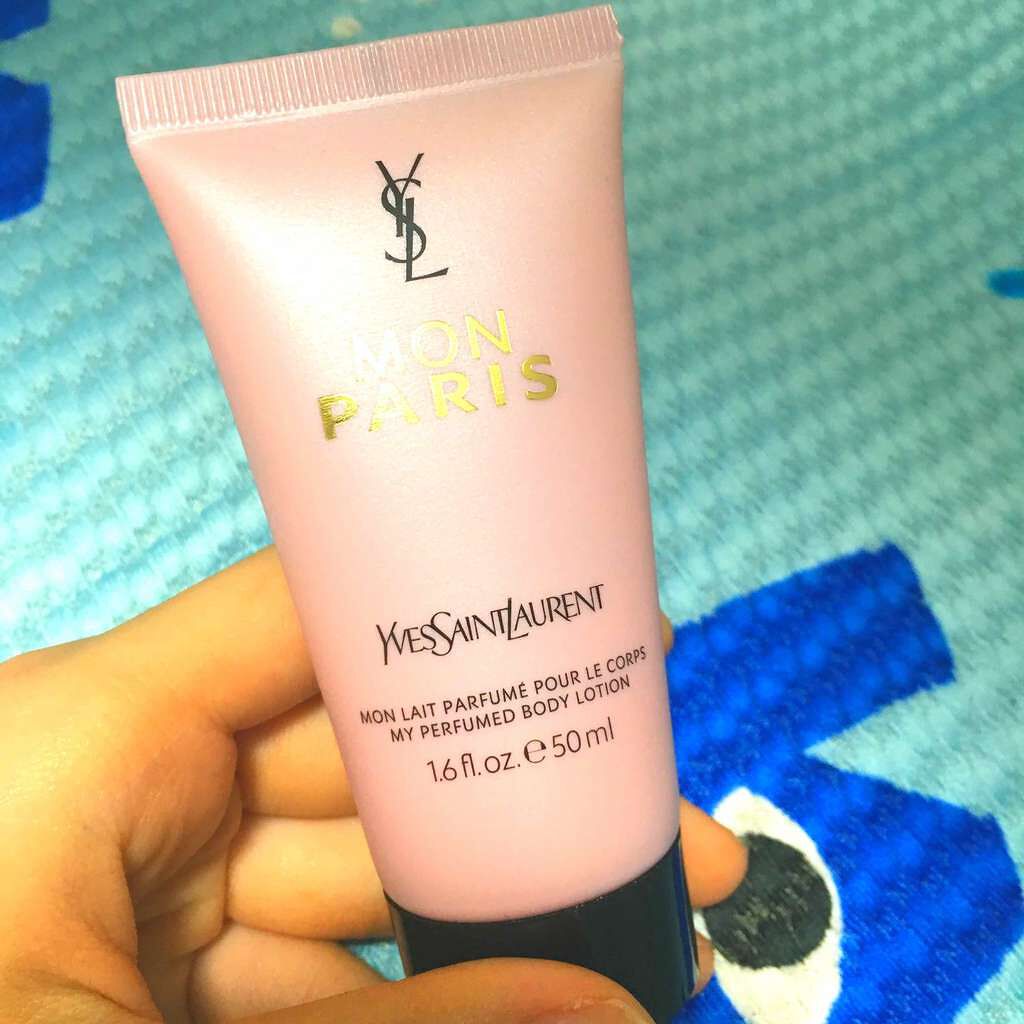 YSL
MON
PARIS
YVESSAINTLAURENT
MON LAIT PARFUMÉ POUR LE CORPS
MY PERFUMED BODY LOTION
1.6 fl. oz. ℮ 50 ml